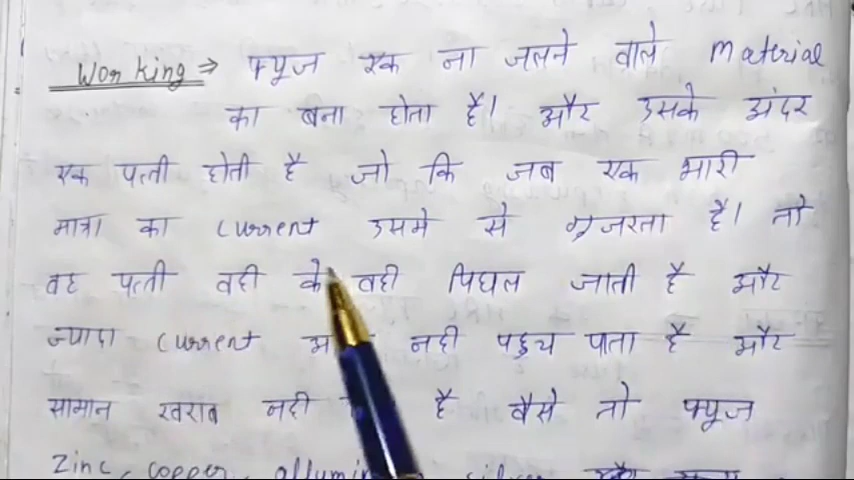 Working ⇒ फ्यूज एक ना जलने वाले material
का बना होता है। और उसके अंदर
एक पत्ती होती है जो कि जब एक भारी
मात्रा का current उसमे से गुजरता है। तो
वह पत्ती वही के वही पिघल जाती है और
ज्यादा current नही पहुच पाता है और
सामान खराब नही है वैसे तो फ्यूज
Zinc, copper,